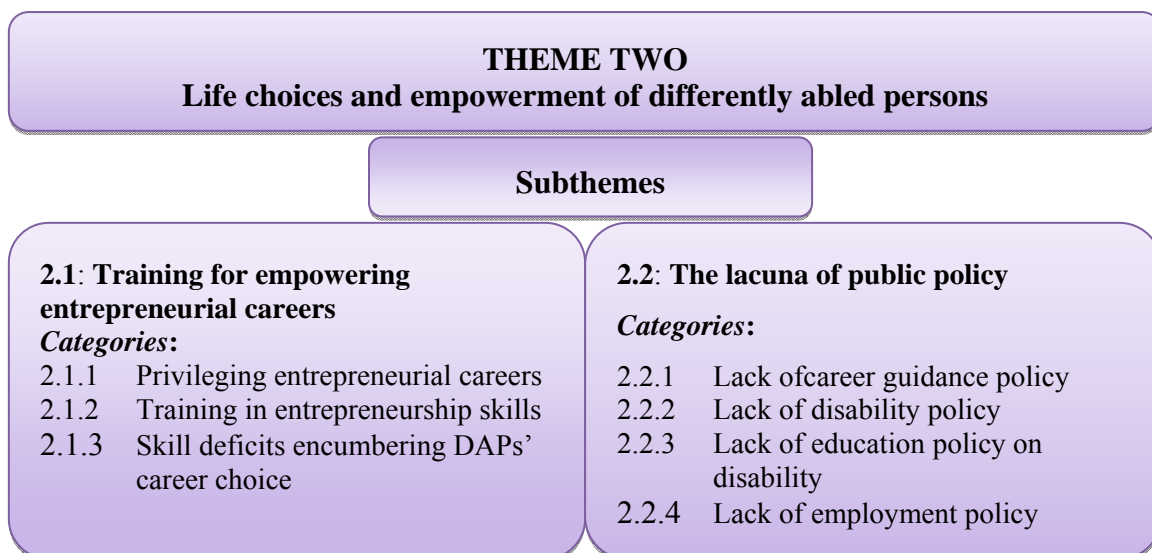 THEME TWO
Life choices and empowerment of differently abled persons
Subthemes
2.1: Training for empowering
entrepreneurial careers
Categories:
2.1.1 Privileging entrepreneurial careers
2.1.2 Training in entrepreneurship skills
2.1.3 Skill deficits encumbering DAPs’
career choice
2.2: The lacuna of public policy
Categories:
2.2.1 Lack ofcareer guidance policy
2.2.2 Lack of disability policy
2.2.3 Lack of education policy on
disability
2.2.4 Lack of employment policy